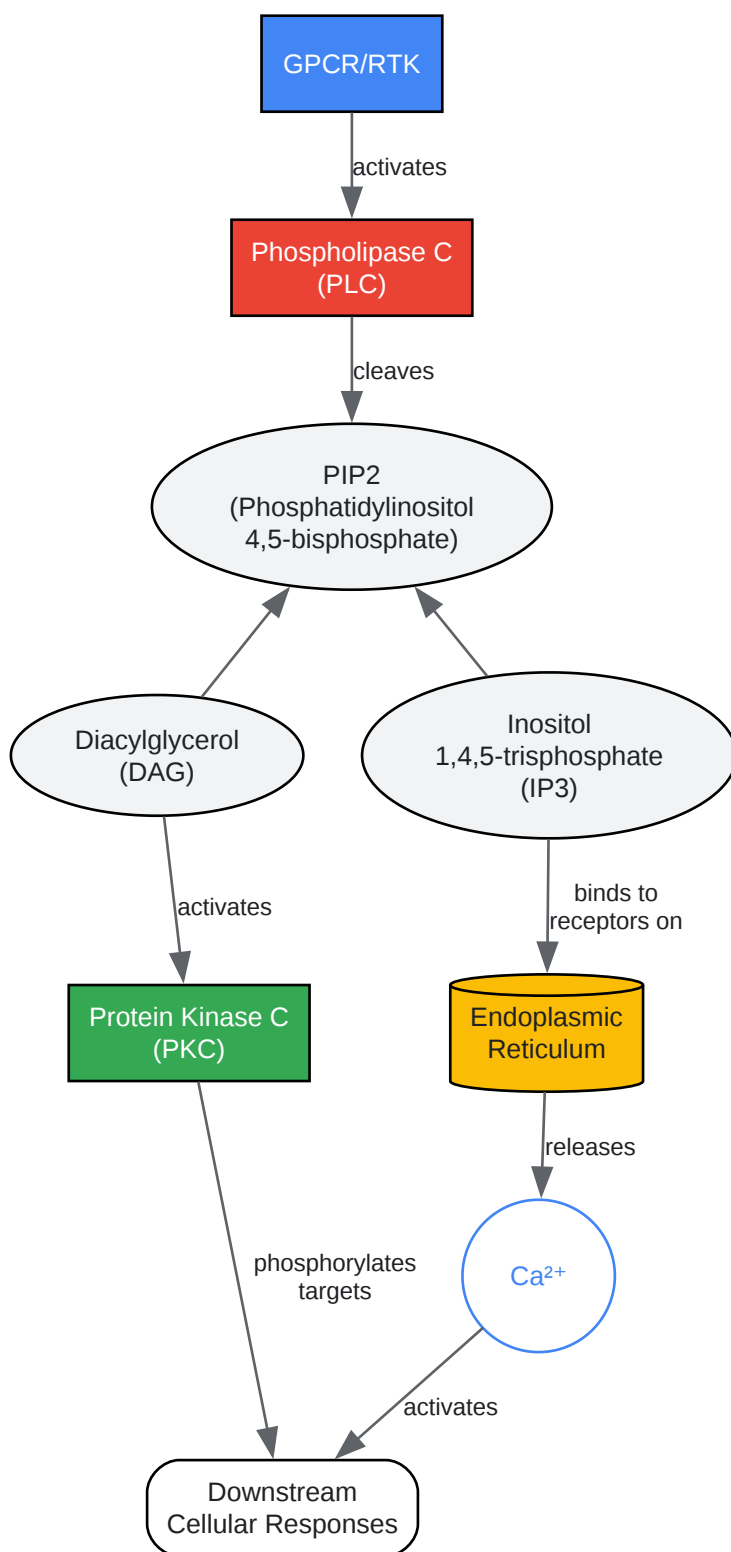 GPCR/RTK
activates
Phospholipase C
(PLC)
cleaves
PIP2
(Phosphatidylinositol
4,5-bisphosphate)
Diacylglycerol
(DAG)
Inositol
1,4,5-trisphosphate
(IP3)
activates
binds to
receptors on
Protein Kinase C
(PKC)
Endoplasmic
Reticulum
releases
phosphorylates
targets
Ca²⁺
activates
Downstream
Cellular Responses